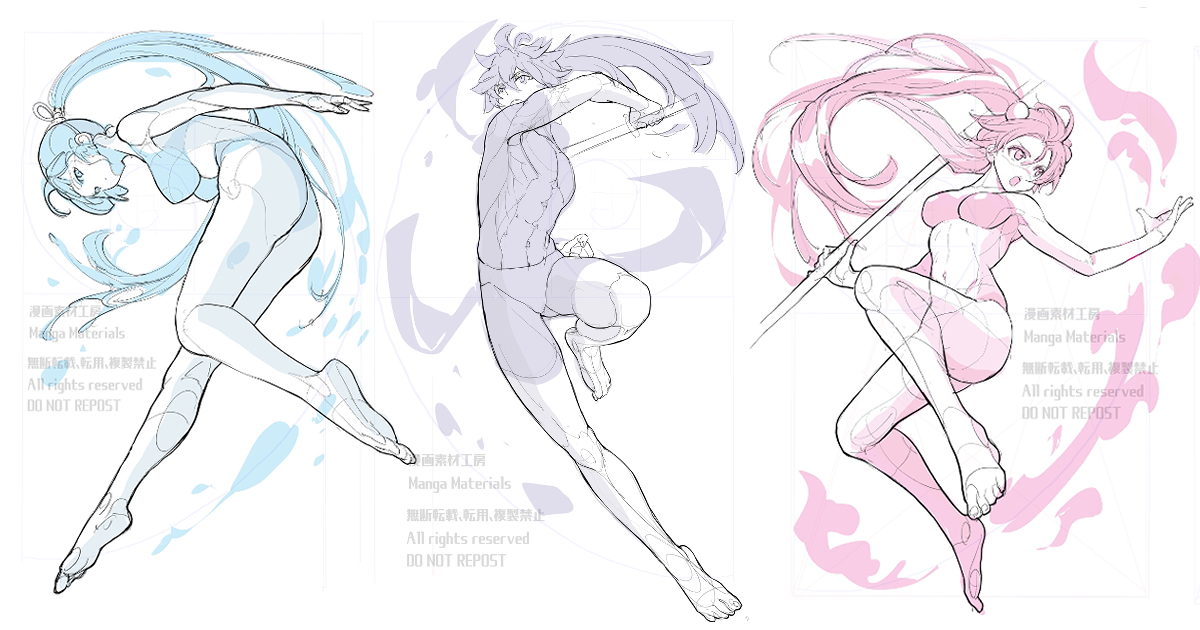 漫画素材工房
Manga Materials
無断転載、転用、複製禁止
All rights reserved
DO NOT REPOST
漫画素材工房
Manga Materials
無断転載、転用、複製禁止
All rights reserved
DO NOT REPOST
漫画素材工房
Manga Materials
無断転載、転用、複製禁止
All rights reserved
DO NOT REPOST